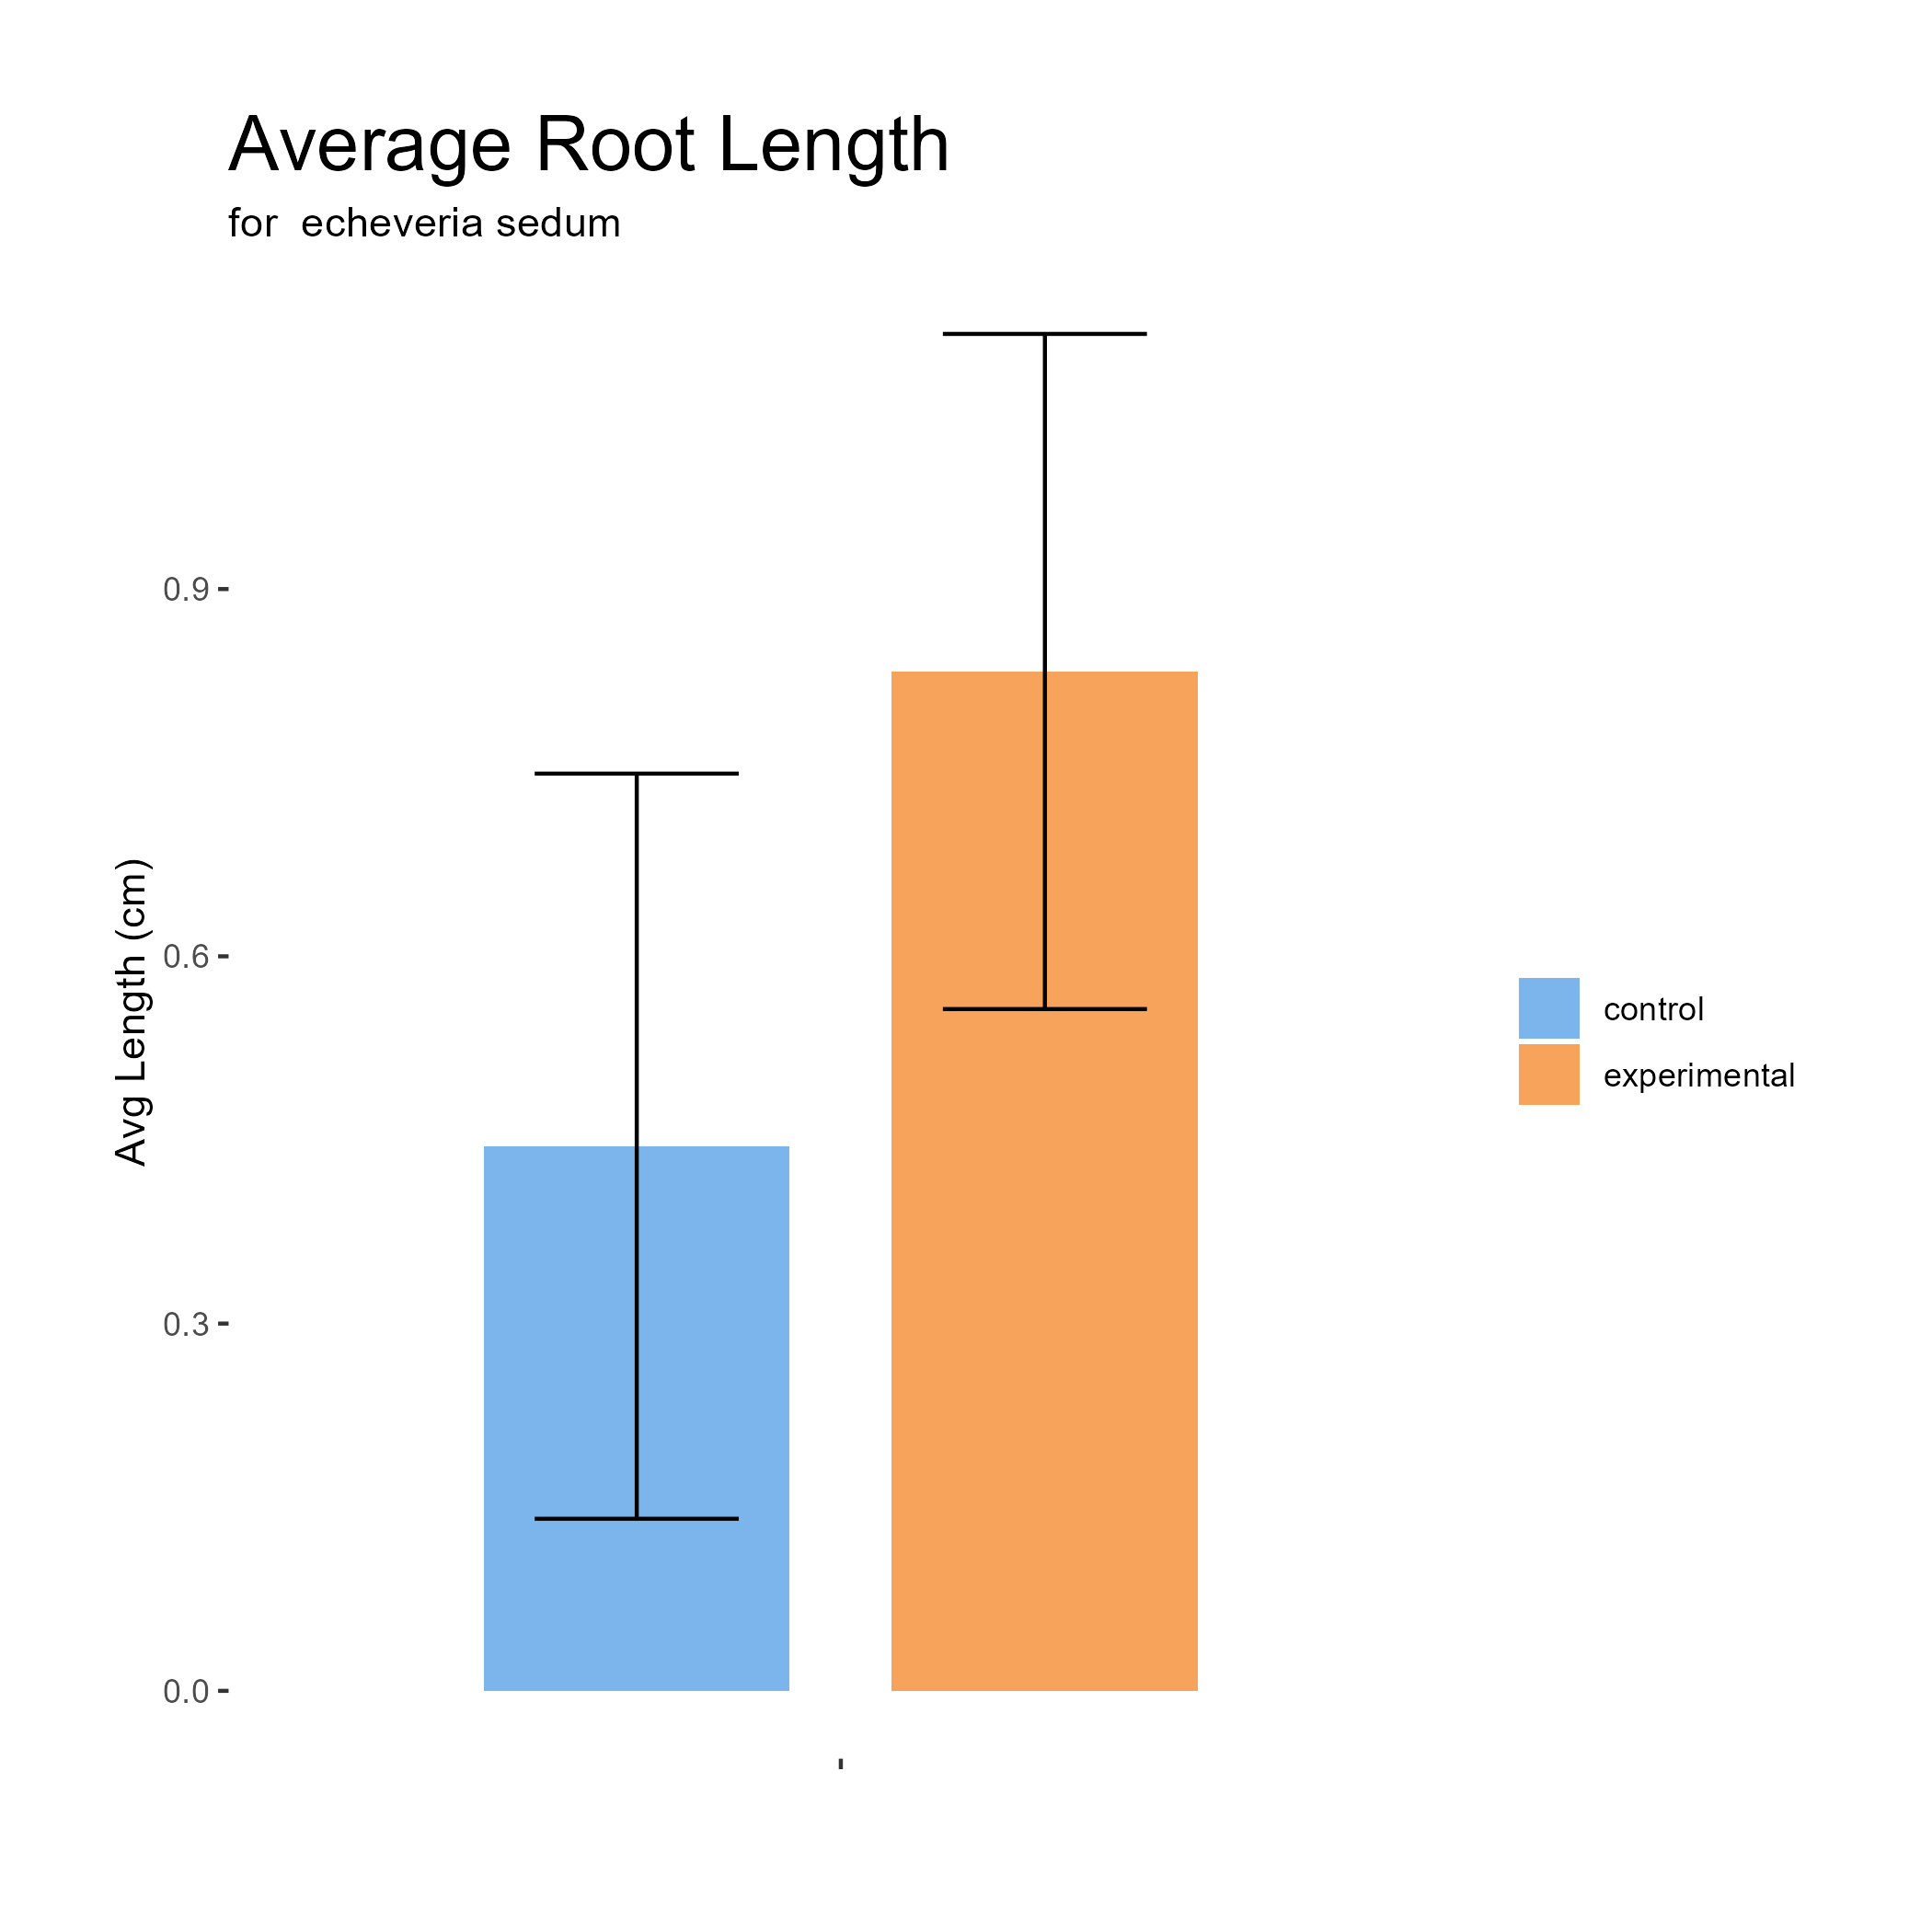 Average Root Length
for  echeveria sedum
Avg Length (cm)
0.9
0.6
0.3
0.0
control
experimental